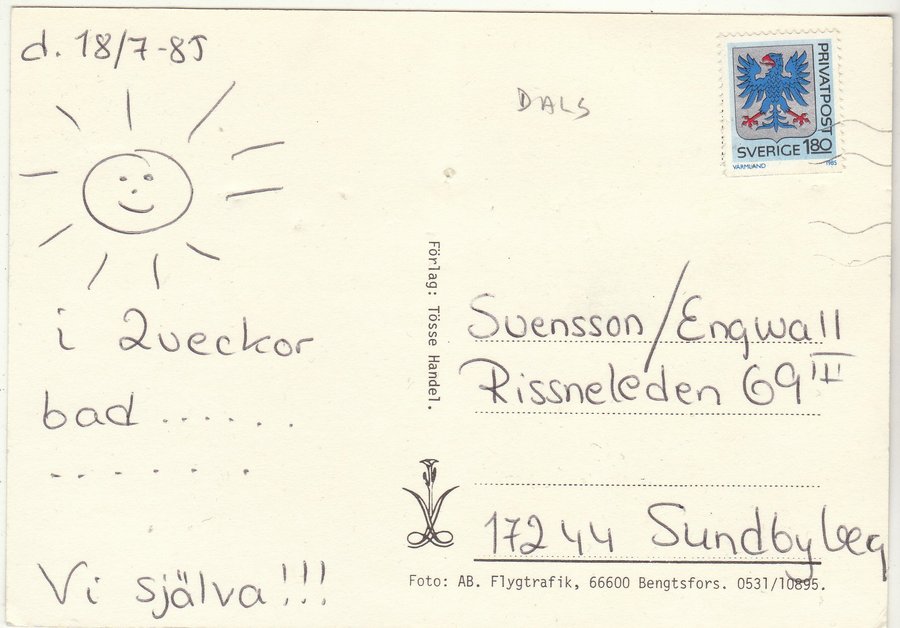 d. 18/7-85
DALS
PRIVATPOST
SVERIGE 180
VÄRMLAND 1985
i 2veckor
bad ......
......
Vi själva!!!
Förlag: Tösse Handel.
Svensson/Engwall
Rissneleden 69 III
17244 Sundbyberg
Foto: AB. Flygtrafik, 66600 Bengtsfors. 0531/10895.